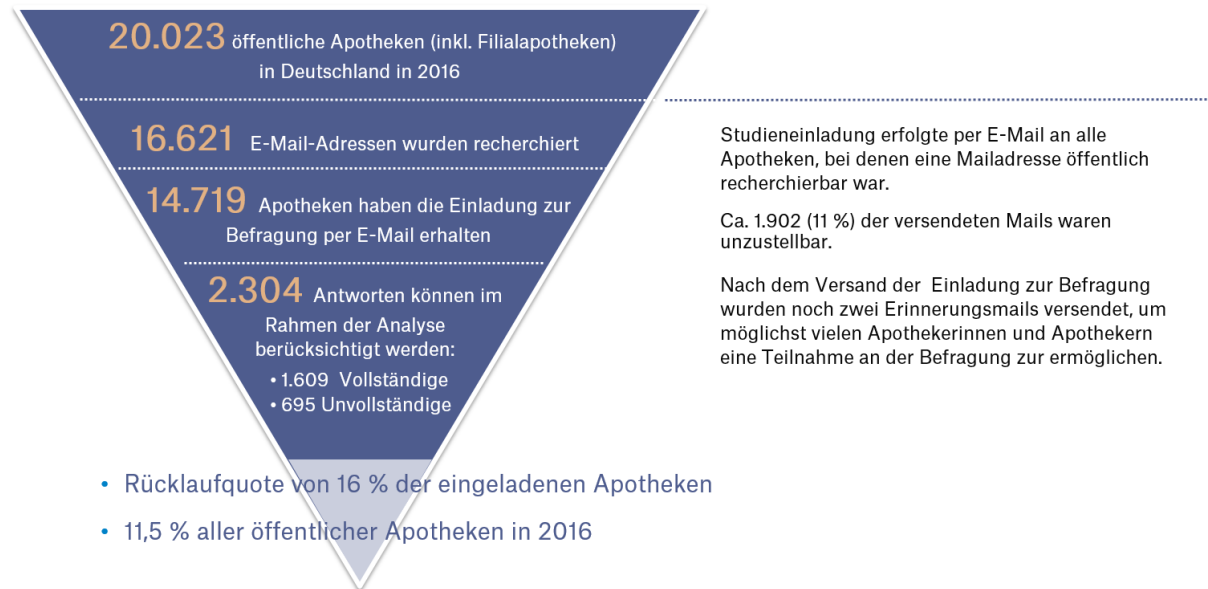 20.023 öffentliche Apotheken (inkl. Filialapotheken)
in Deutschland in 2016
16.621 E-Mail-Adressen wurden recherchiert
14.719 Apotheken haben die Einladung zur
Befragung per E-Mail erhalten
2.304 Antworten können im
Rahmen der Analyse
berücksichtigt werden:
• 1.609 Vollständige
• 695 Unvollständige
Studieneinladung erfolgte per E-Mail an alle
Apotheken, bei denen eine Mailadresse öffentlich
recherchierbar war.
Ca. 1.902 (11 %) der versendeten Mails waren
unzustellbar.
Nach dem Versand der Einladung zur Befragung
wurden noch zwei Erinnerungsmails versendet, um
möglichst vielen Apothekerinnen und Apothekern
eine Teilnahme an der Befragung zur ermöglichen.
• Rücklaufquote von 16 % der eingeladenen Apotheken
• 11,5 % aller öffentlicher Apotheken in 2016